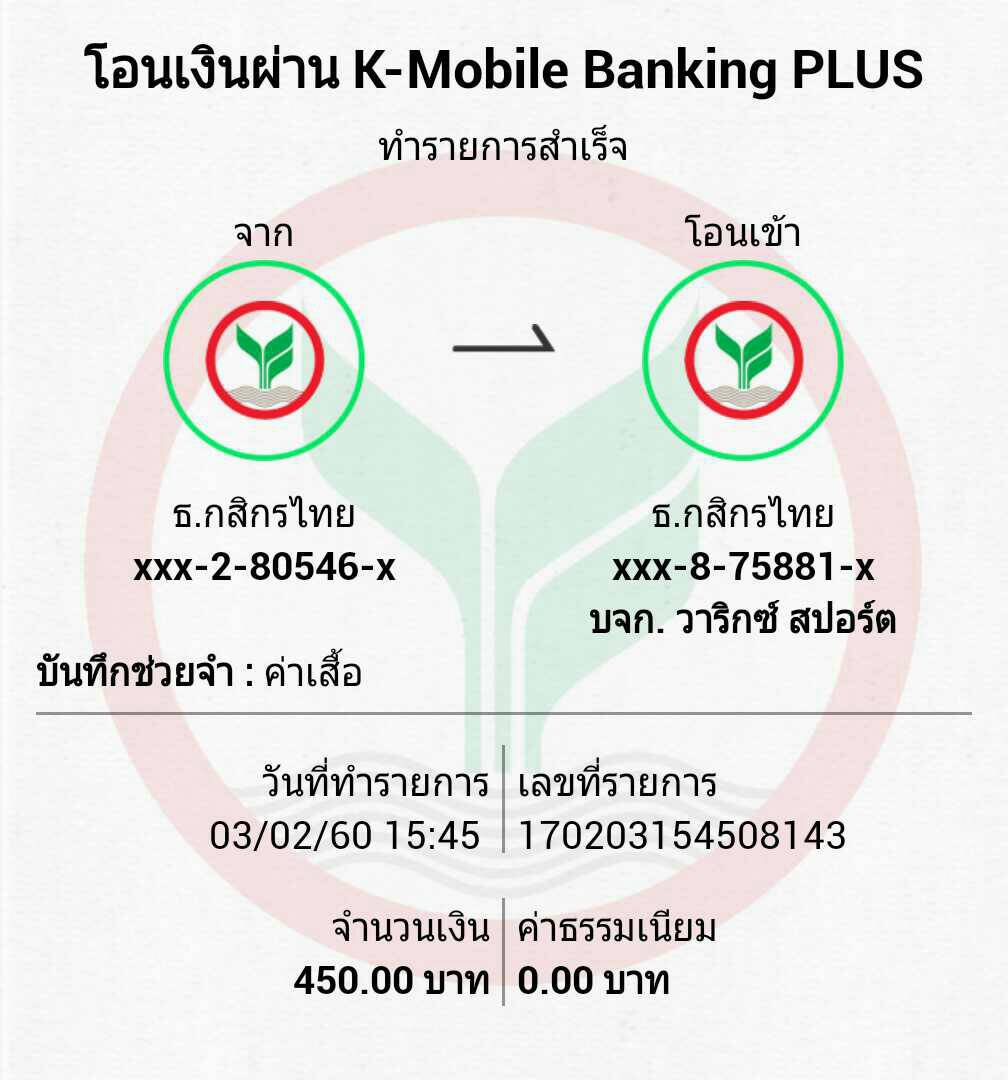 โอนเงินผ่าน K-Mobile Banking PLUS
ทำรายการสำเร็จ
จาก
โอนเข้า
ธ.กสิกรไทย
xxx-2-80546-x
ธ.กสิกรไทย
xxx-8-75881-x
บจก. วาริกซ์ สปอร์ต
บันทึกช่วยจำ : ค่าเสื้อ
วันที่ทำรายการ
03/02/60 15:45
เลขที่รายการ
170203154508143
จำนวนเงิน
450.00 บาท
ค่าธรรมเนียม
0.00 บาท